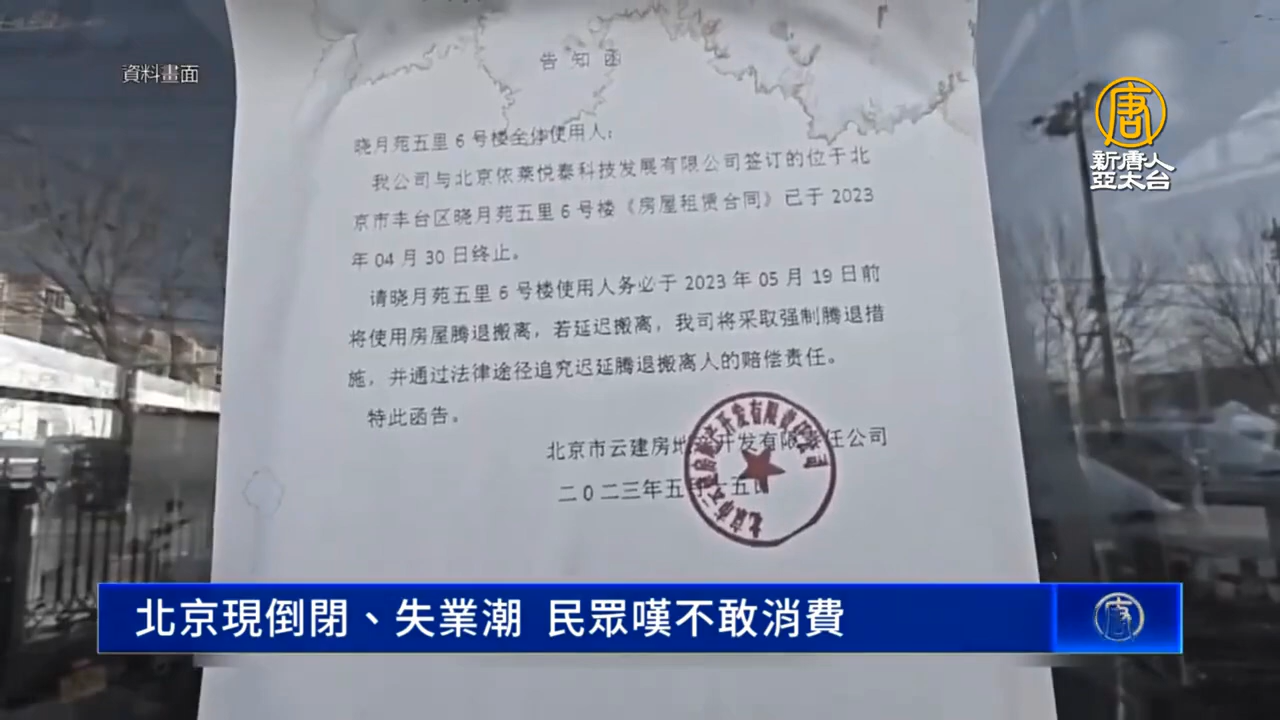 資料畫面
唐
新唐人
亞太台
告知函
晓月苑五里6号楼全体使用人:
我公司与北京依莱悦泰科技发展有限公司签订的位于北
京市丰台区晓月苑五里6号楼《房屋租赁合同》已于2023
年04月30日终止。
请晓月苑五里6号楼使用人务必于2023年05月19日前
将使用房屋腾退搬离，若延迟搬离，我司将采取强制腾退措
施，并通过法律途径追究迟延腾退搬离人的赔偿责任。
特此函告。
北京市云建房地产开发有限责任公司
二0二三年五月十五日
北京現倒閉、失業潮 民眾嘆不敢消費
唐